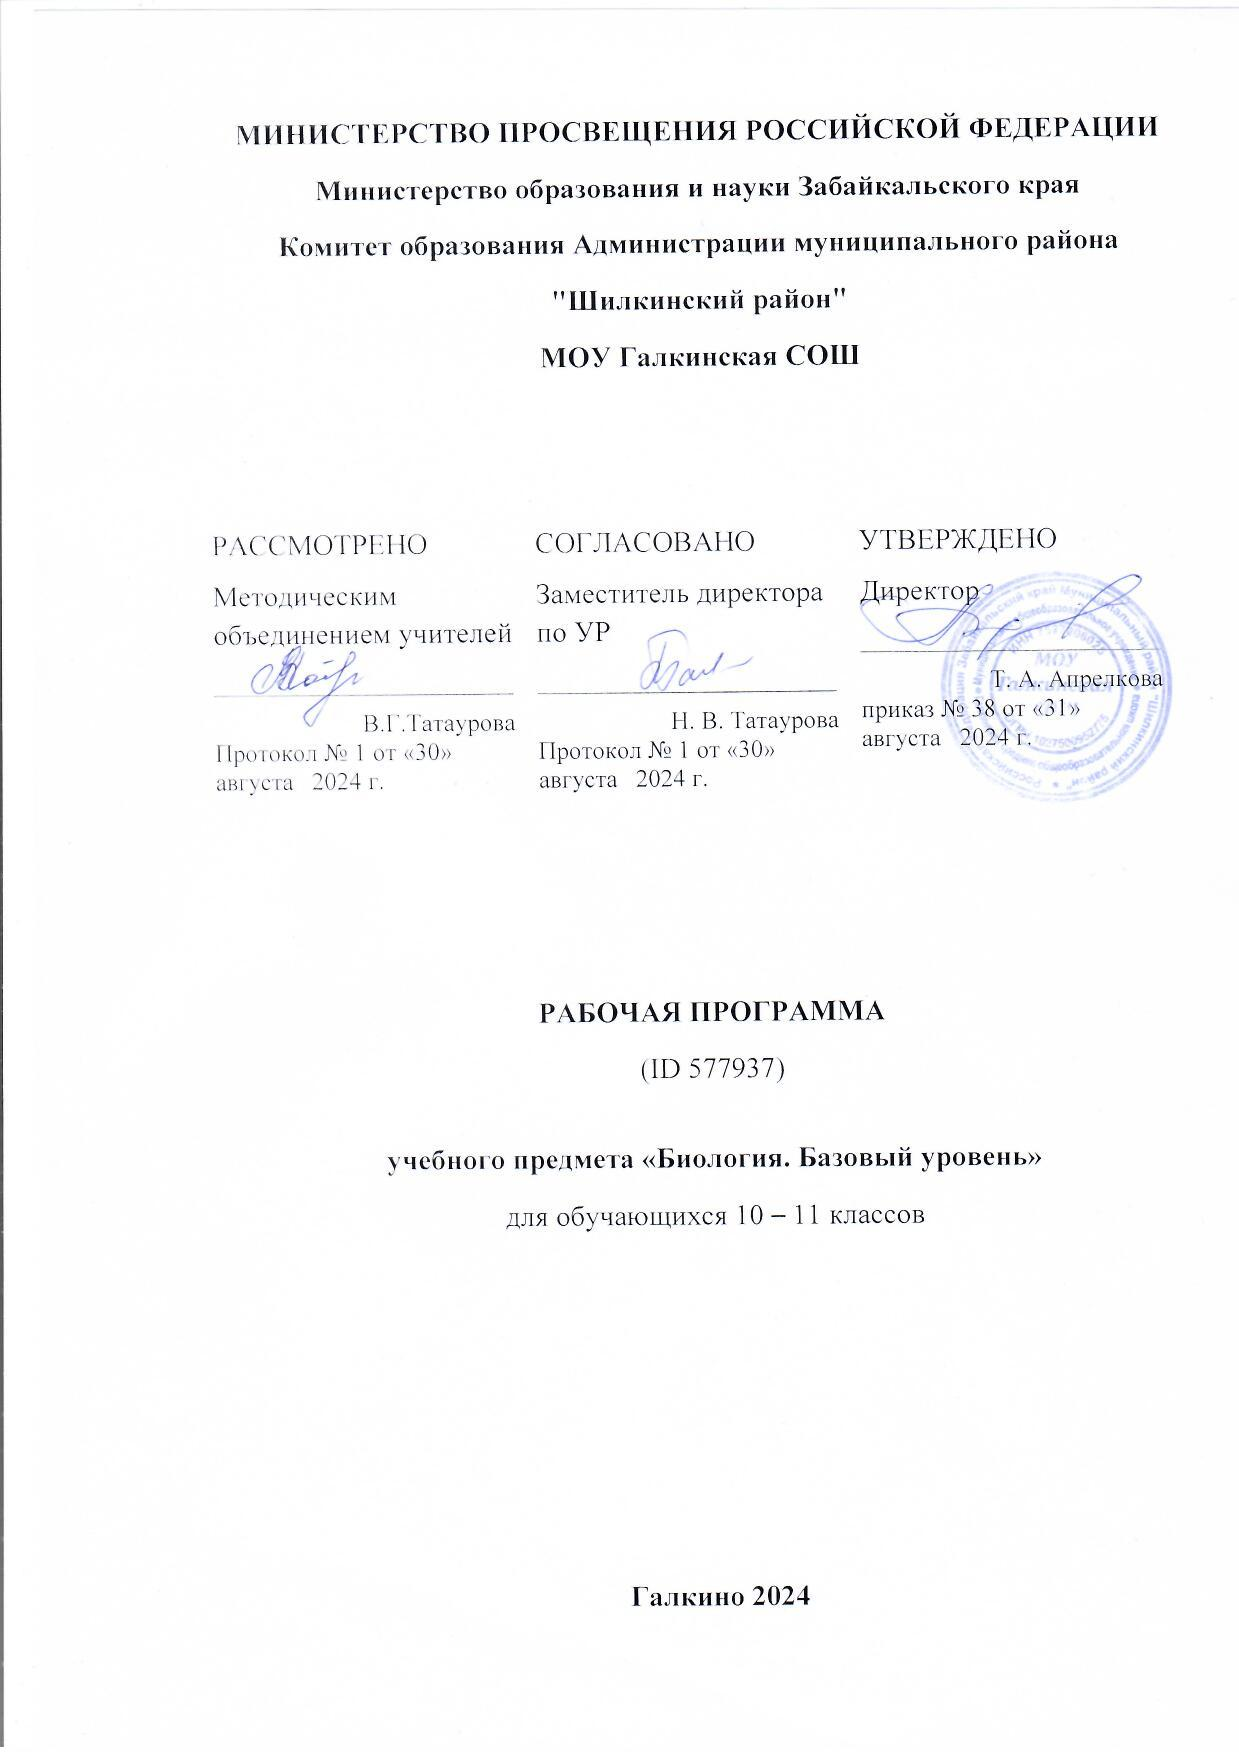 МИНИСТЕРСТВО ПРОСВЕЩЕНИЯ РОССИЙСКОЙ ФЕДЕРАЦИИ
Министерство образования и науки Забайкальского края
Комитет образования Администрации муниципального района
"Шилкинский район"
МОУ Галкинская СОШ
РАССМОТРЕНО
Методическим
объединением учителей
В.Г.Татаурова
Протокол № 1 от «30»
августа 2024 г.
СОГЛАСОВАНО
Заместитель директора
по УР
Н. В. Татаурова
Протокол № 1 от «30»
августа 2024 г.
УТВЕРЖДЕНО
Директор
Т. А. Апрелкова
приказ № 38 от «31»
августа 2024 г.
МОУ
РАБОЧАЯ ПРОГРАММА
(ID 577937)
учебного предмета «Биология. Базовый уровень»
для обучающихся 10 – 11 классов
Галкино 2024